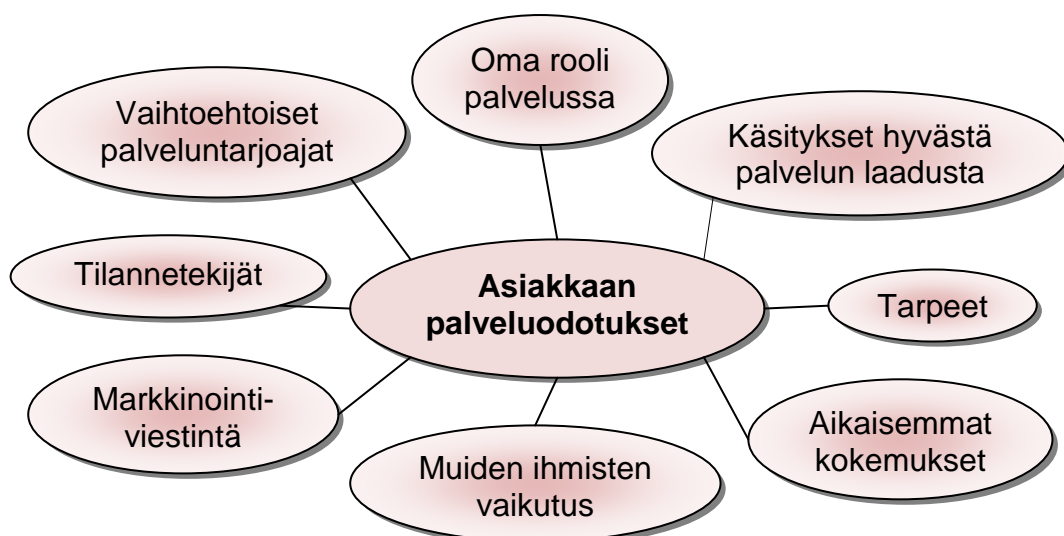 Oma rooli
palvelussa
Vaihtoehtoiset
palveluntarjoajat
Käsitykset hyvästä
palvelun laadusta
Tilannetekijät
Asiakkaan
palveluodotukset
Tarpeet
Markkinointi-
viestintä
Muiden ihmisten
vaikutus
Aikaisemmat
kokemukset